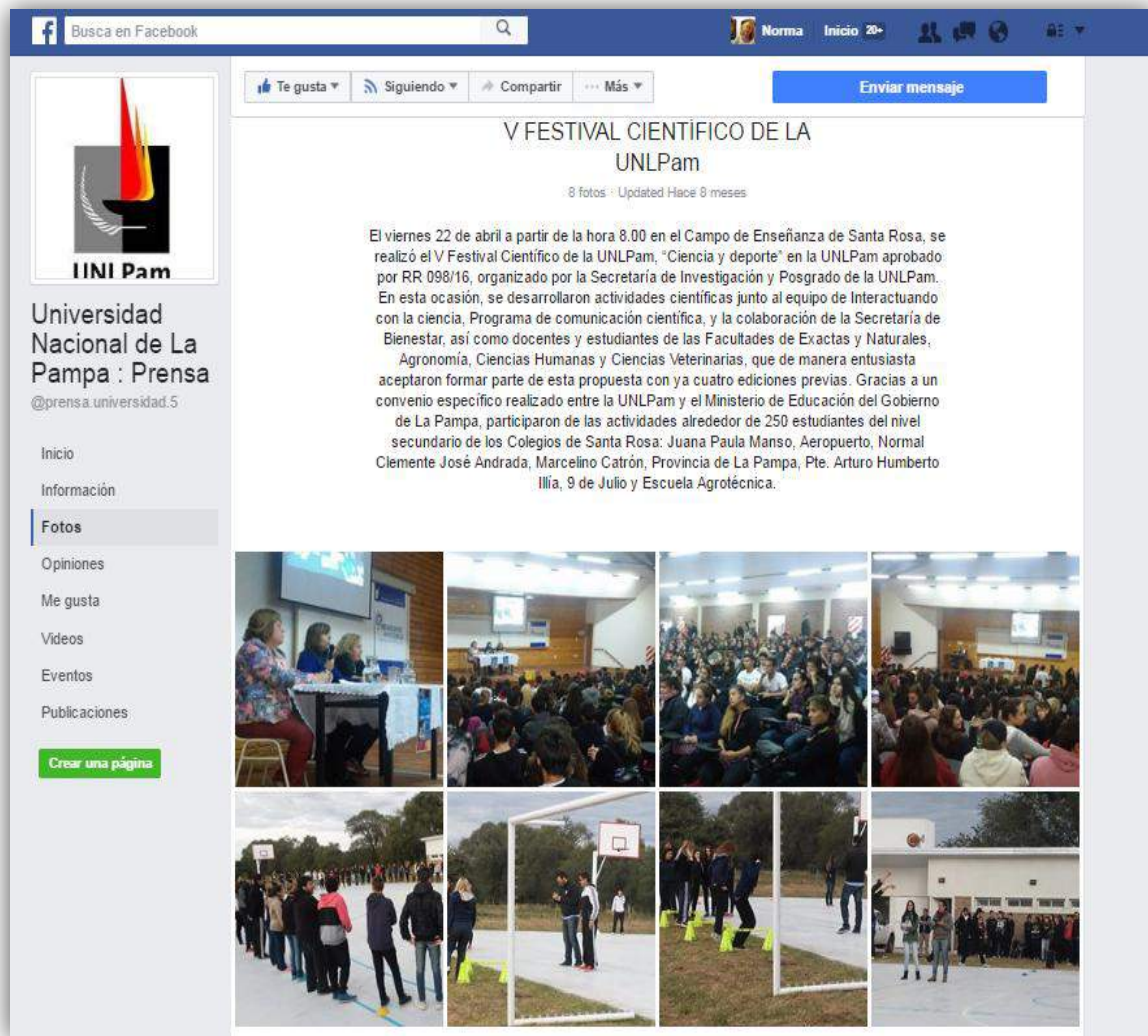 f
Busca en Facebook
Norma Inicio 20+
Te gusta Siguiendo Compartir ··· Más
Enviar mensaje
UNLPam
Universidad
Nacional de La
Pampa : Prensa
@prensa.universidad.5
Inicio
Información
Fotos
Opiniones
Me gusta
Videos
Eventos
Publicaciones
Crear una página
V FESTIVAL CIENTÍFICO DE LA
UNLPam
8 fotos · Updated Hace 8 meses
El viernes 22 de abril a partir de la hora 8.00 en el Campo de Enseñanza de Santa Rosa, se
realizó el V Festival Científico de la UNLPam, “Ciencia y deporte” en la UNLPam aprobado
por RR 098/16, organizado por la Secretaría de Investigación y Posgrado de la UNLPam.
En esta ocasión, se desarrollaron actividades científicas junto al equipo de Interactuando
con la ciencia, Programa de comunicación científica, y la colaboración de la Secretaría de
Bienestar, así como docentes y estudiantes de las Facultades de Exactas y Naturales,
Agronomía, Ciencias Humanas y Ciencias Veterinarias, que de manera entusiasta
aceptaron formar parte de esta propuesta con ya cuatro ediciones previas. Gracias a un
convenio específico realizado entre la UNLPam y el Ministerio de Educación del Gobierno
de La Pampa, participaron de las actividades alrededor de 250 estudiantes del nivel
secundario de los Colegios de Santa Rosa: Juana Paula Manso, Aeropuerto, Normal
Clemente José Andrada, Marcelino Catrón, Provincia de La Pampa, Pte. Arturo Humberto
Illía, 9 de Julio y Escuela Agrotécnica.